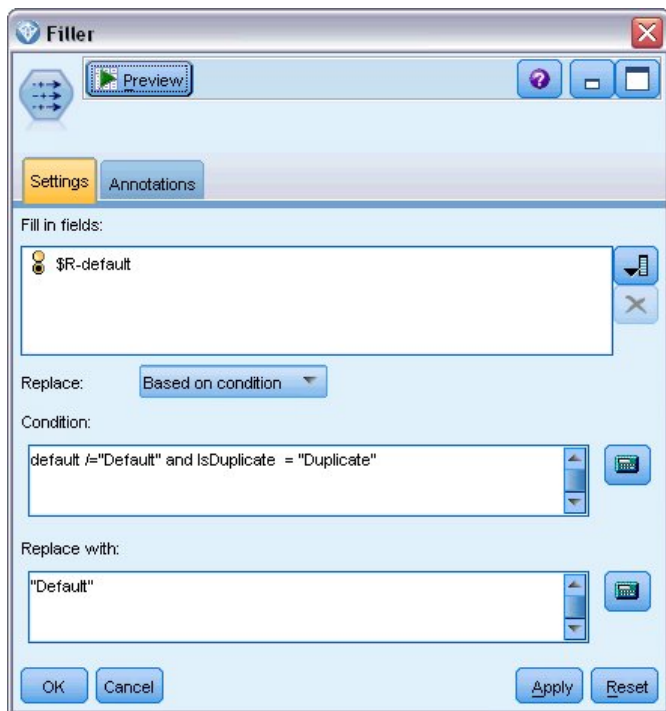 Filler
Preview
?
Settings Annotations
Fill in fields:
$R-default
Replace: Based on condition
Condition:
default /="Default" and IsDuplicate = "Duplicate"
Replace with:
"Default"
OK Cancel Apply Reset